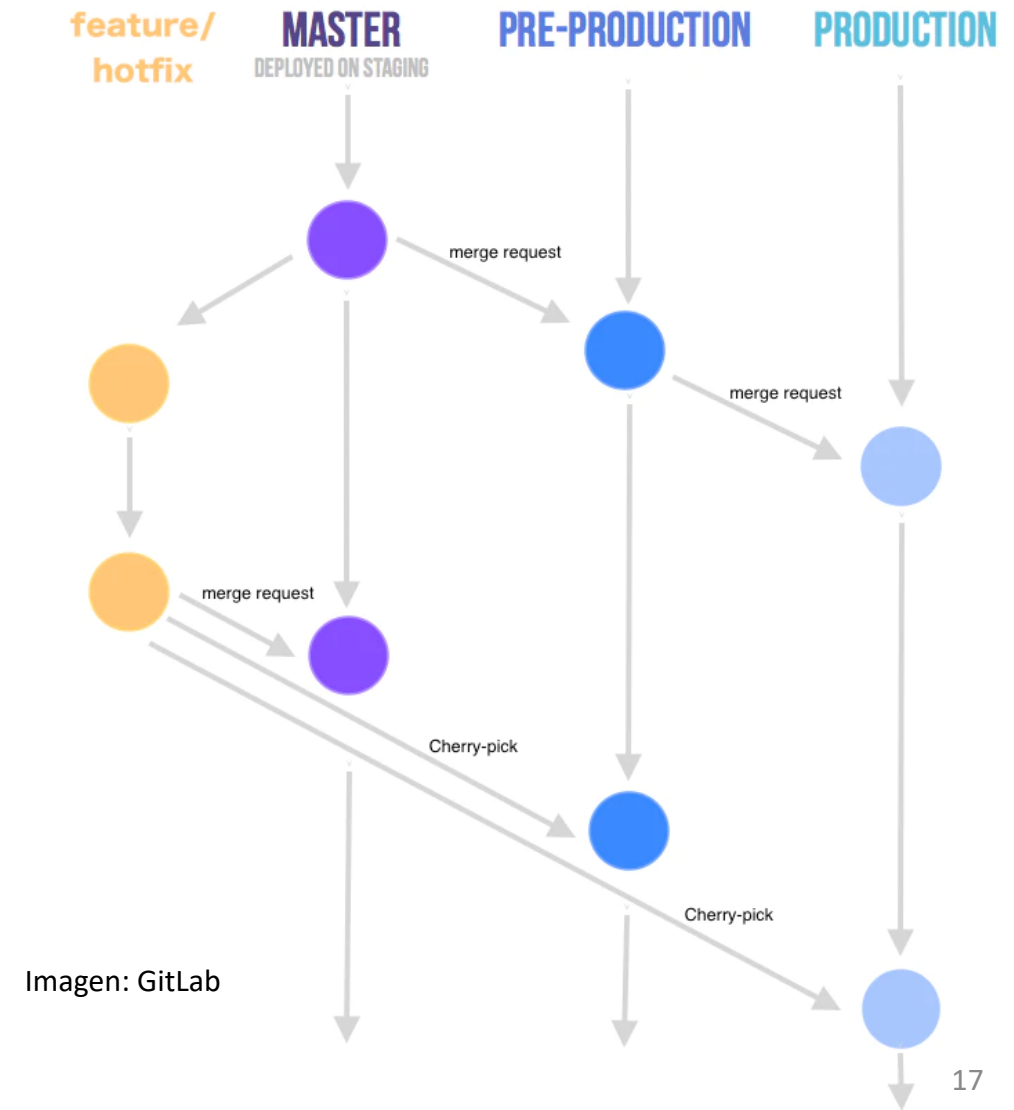 feature/
hotfix
MASTER
DEPLOYED ON STAGING
PRE-PRODUCTION
PRODUCTION
merge request
merge request
merge request
Cherry-pick
Cherry-pick
Imagen: GitLab
17